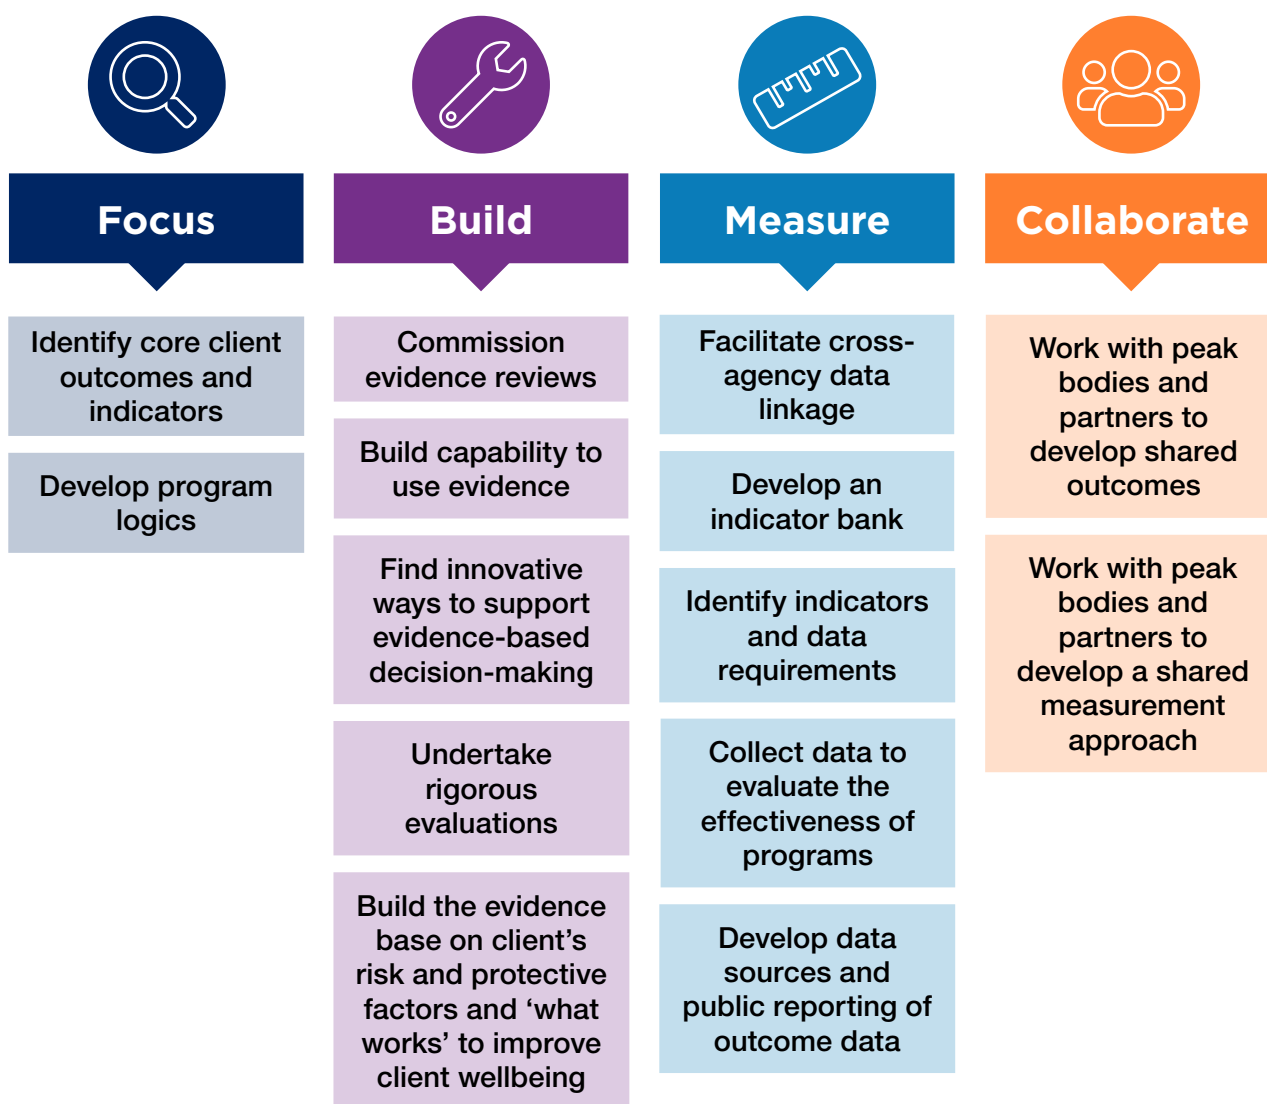 Focus
Identify core client
outcomes and
indicators
Develop program
logics
Build
Commission
evidence reviews
Build capability to
use evidence
Find innovative
ways to support
evidence-based
decision-making
Undertake
rigorous
evaluations
Build the evidence
base on client’s
risk and protective
factors and ‘what
works’ to improve
client wellbeing
Measure
Facilitate cross-
agency data
linkage
Develop an
indicator bank
Identify indicators
and data
requirements
Collect data to
evaluate the
effectiveness of
programs
Develop data
sources and
public reporting of
outcome data
Collaborate
Work with peak
bodies and
partners to
develop shared
outcomes
Work with peak
bodies and
partners to
develop a shared
measurement
approach